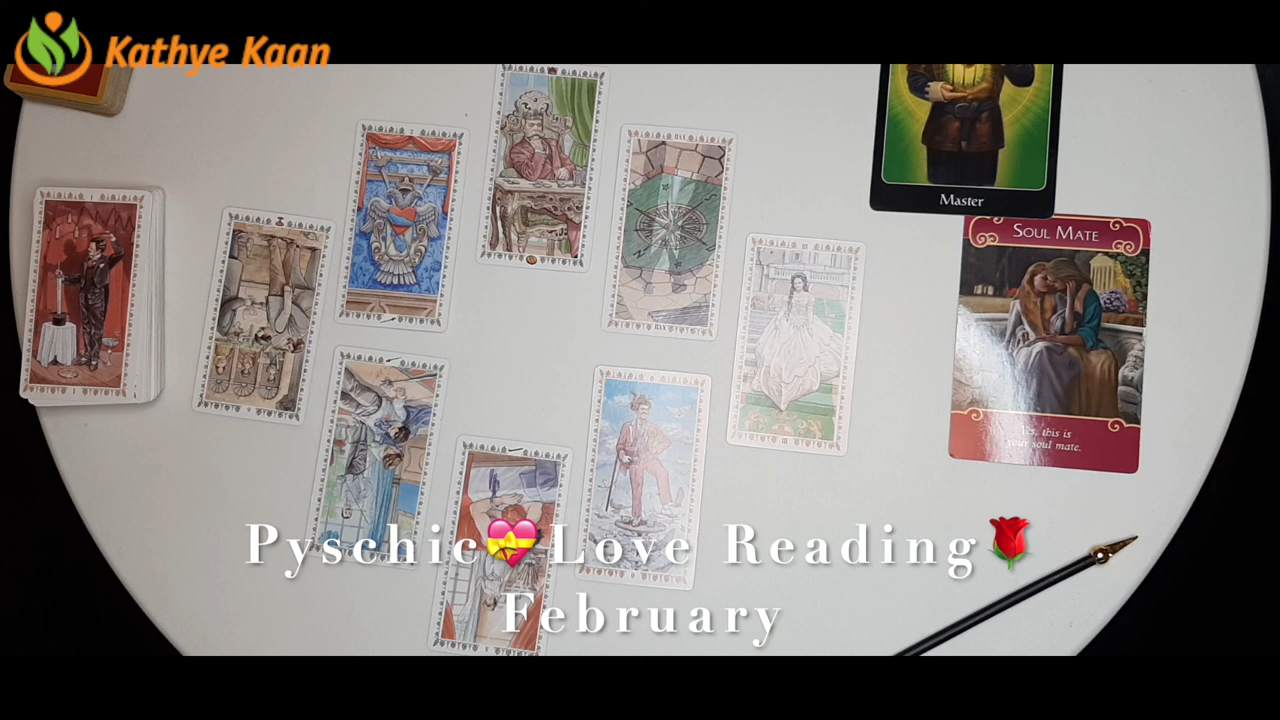 Kathye Kaan
Master
SOUL MATE
Yes, this is
your soul mate.
Pyschic💝Love Reading🌹
February